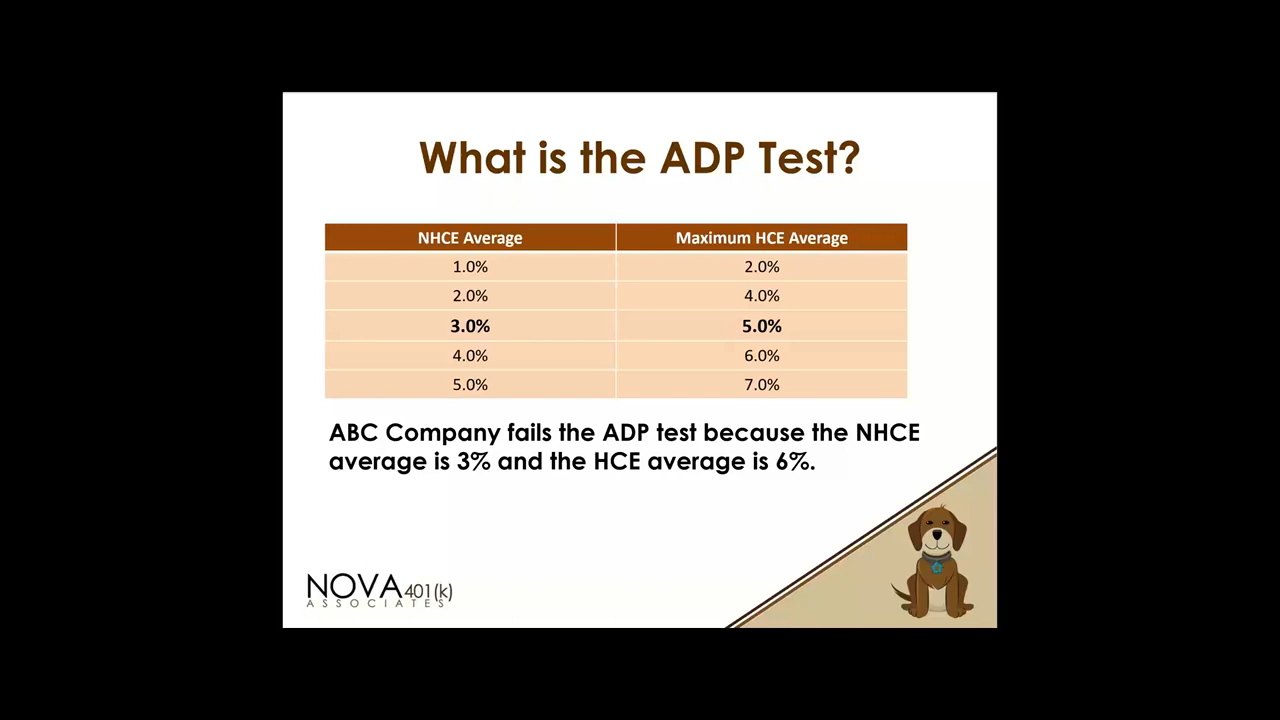 What is the ADP Test?
NHCE Average Maximum HCE Average
1.0% 2.0%
2.0% 4.0%
3.0% 5.0%
4.0% 6.0%
5.0% 7.0%
ABC Company fails the ADP test because the NHCE
average is 3% and the HCE average is 6%.
NOVA 401(k)
ASSOCIATES